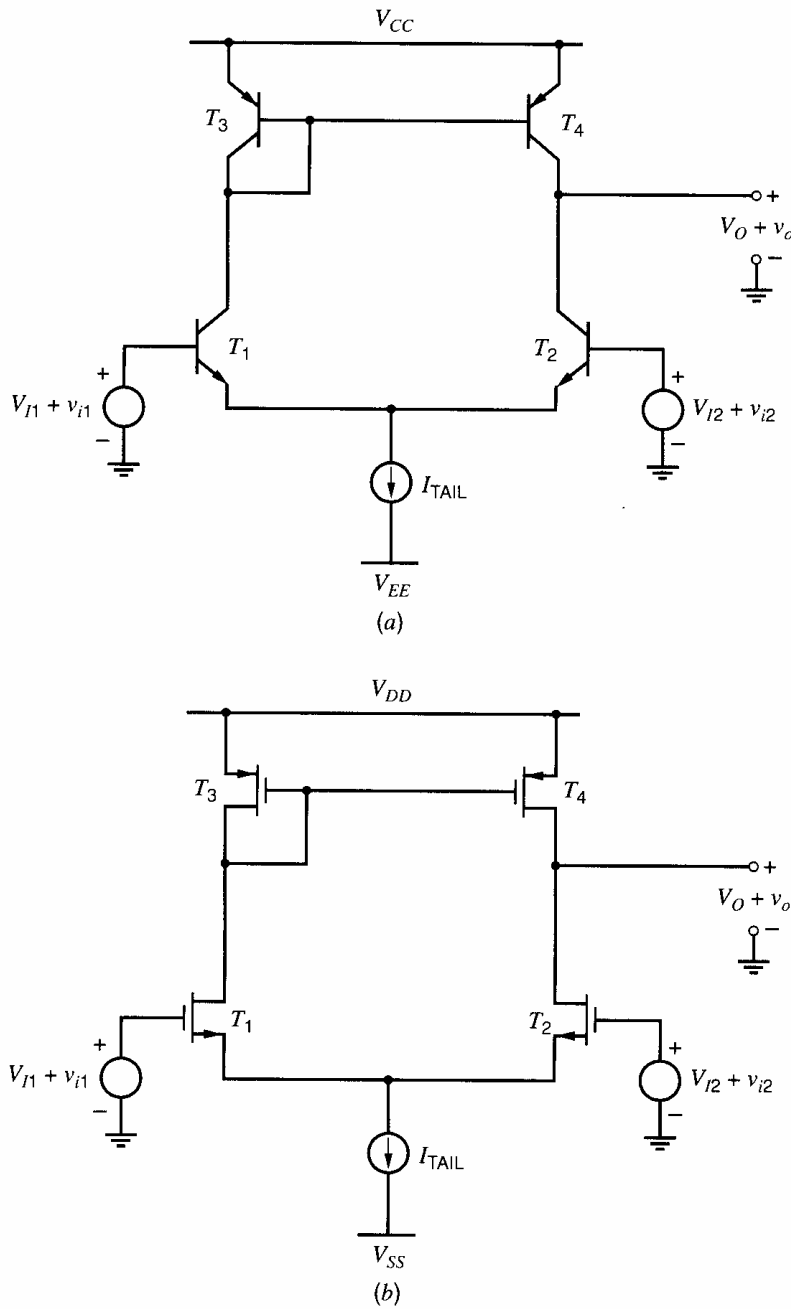 V_CC
T_3
T_4
+
V_O + v_o
−
T_1
T_2
+
V_I1 + v_i1
−
+
V_I2 + v_i2
−
I_TAIL
V_EE
(a)
V_DD
T_3
T_4
+
V_O + v_o
−
T_1
T_2
+
V_I1 + v_i1
−
+
V_I2 + v_i2
−
I_TAIL
V_SS
(b)